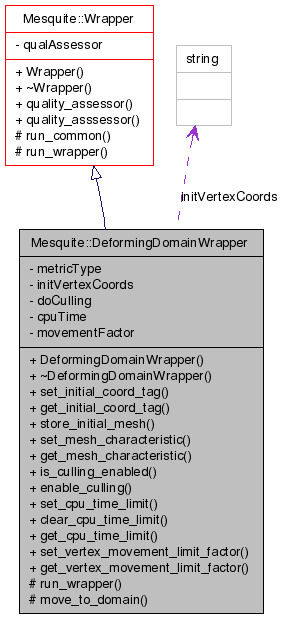 Mesquite::Wrapper
- qualAssessor
+ Wrapper()
+ ~Wrapper()
+ quality_assessor()
+ quality_asssessor()
# run_common()
# run_wrapper()
string
initVertexCoords
Mesquite::DeformingDomainWrapper
- metricType
- initVertexCoords
- doCulling
- cpuTime
- movementFactor
+ DeformingDomainWrapper()
+ ~DeformingDomainWrapper()
+ set_initial_coord_tag()
+ get_initial_coord_tag()
+ store_initial_mesh()
+ set_mesh_characteristic()
+ get_mesh_characteristic()
+ is_culling_enabled()
+ enable_culling()
+ set_cpu_time_limit()
+ clear_cpu_time_limit()
+ get_cpu_time_limit()
+ set_vertex_movement_limit_factor()
+ get_vertex_movement_limit_factor()
# run_wrapper()
# move_to_domain()